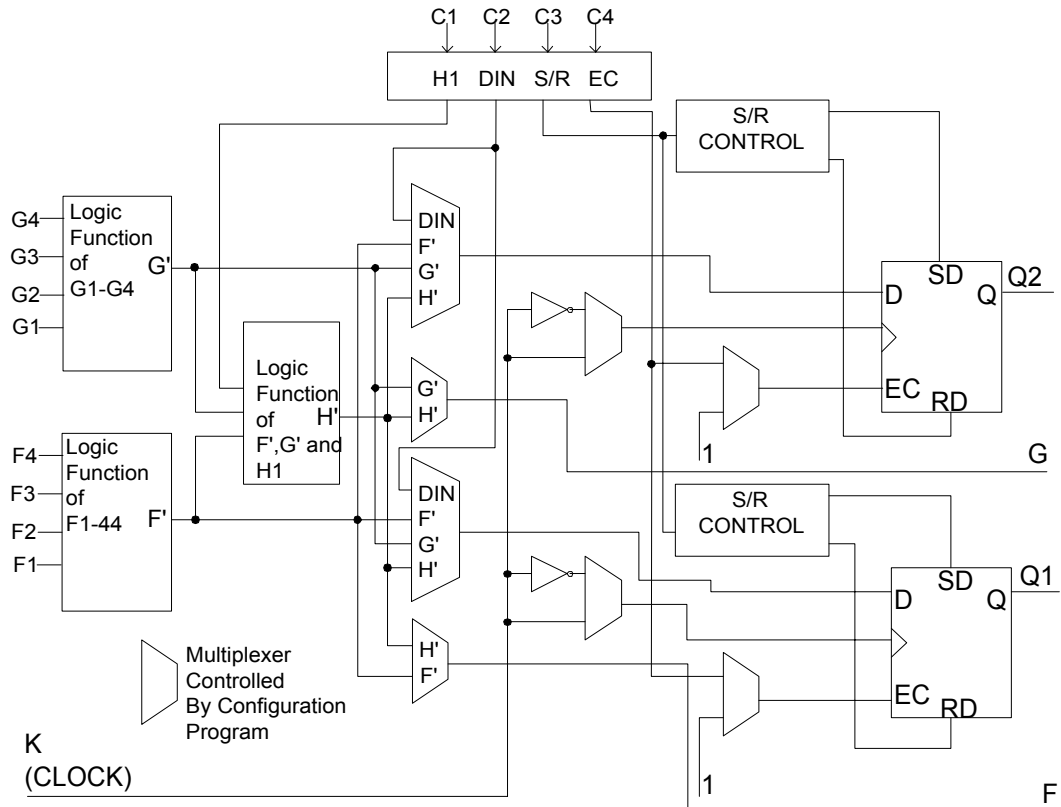 C1 C2 C3 C4
H1 DIN S/R EC
S/R
CONTROL
G4
G3
G2
G1
Logic
Function
of
G1-G4
G'
DIN
F'
G'
H'
SD
D
Q
Q2
EC
RD
1
Logic
Function
of
F',G' and
H1
H'
G'
H'
G
F4
F3
F2
F1
Logic
Function
of
F1-44
F'
DIN
F'
G'
H'
S/R
CONTROL
SD
D
Q
Q1
EC
RD
1
H'
F'
Multiplexer
Controlled
By Configuration
Program
K
(CLOCK)
F